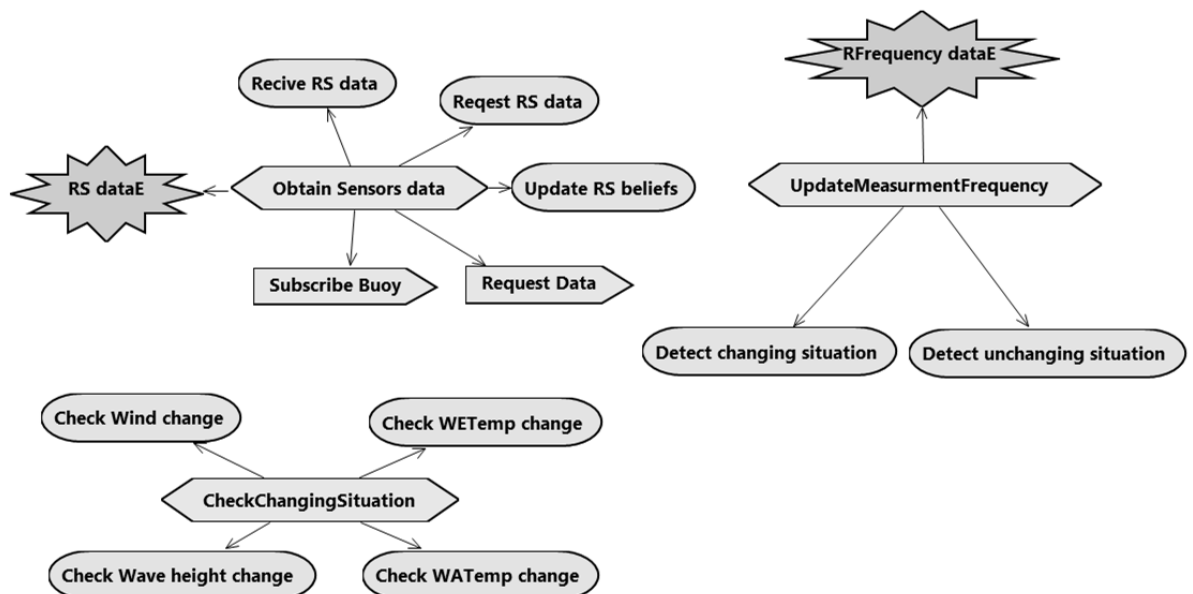 RFrequency dataE
Recive RS data
Reqest RS data
RS dataE
Obtain Sensors data
Update RS beliefs
UpdateMeasurmentFrequency
Subscribe Buoy
Request Data
Detect changing situation
Detect unchanging situation
Check Wind change
Check WETemp change
CheckChangingSituation
Check Wave height change
Check WATemp change